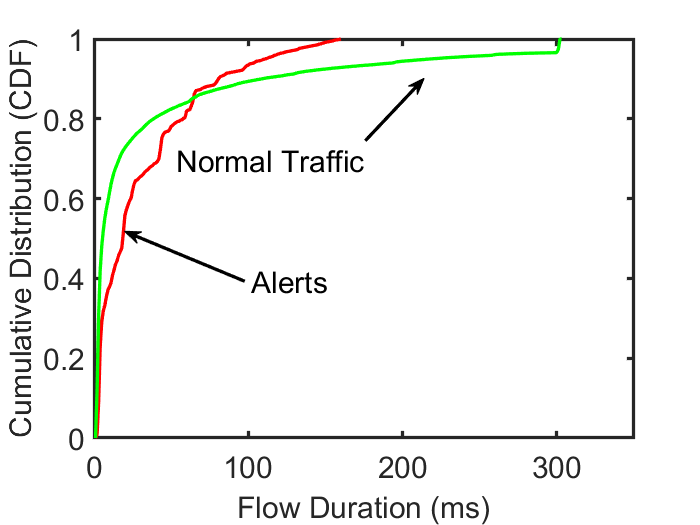 1
0.8
0.6
0.4
0.2
0
Cumulative Distribution (CDF)
Normal Traffic
Alerts
0 100 200 300
Flow Duration (ms)